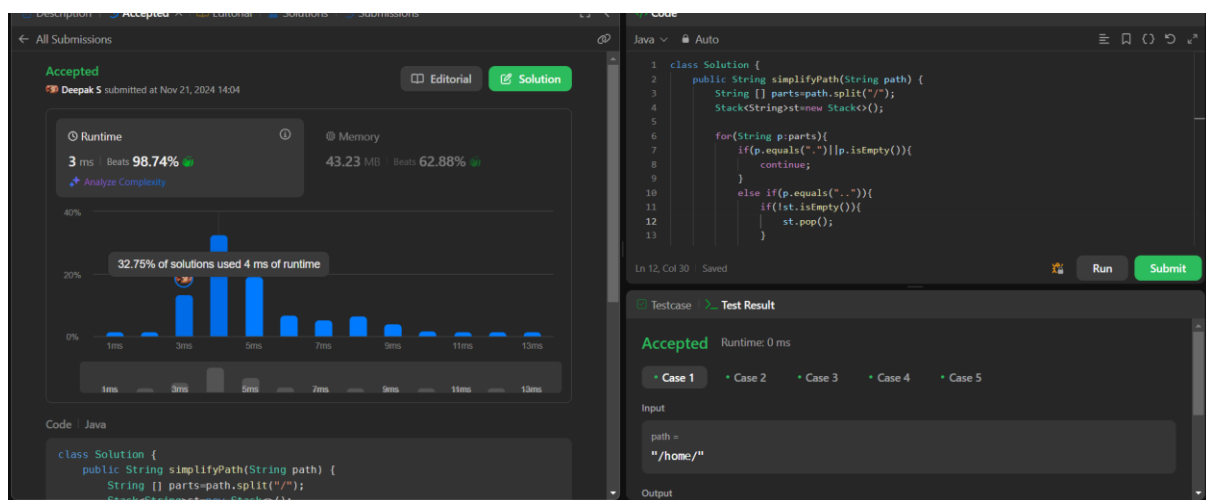 Description
Accepted
Editorial
Solutions
Submissions
All Submissions
Accepted
Deepak S submitted at Nov 21, 2024 14:04
Editorial
Solution
Runtime
3 ms Beats 98.74%
Analyze Complexity
Memory
43.23 MB Beats 62.88%
40%
32.75% of solutions used 4 ms of runtime
20%
0%
1ms 3ms 5ms 7ms 9ms 11ms 13ms
1ms 3ms 5ms 7ms 9ms 11ms 13ms
Code Java
class Solution {
public String simplifyPath(String path) {
String [] parts=path.split("/");
Stack<String>st=new Stack<>();
Code
Java Auto
1 class Solution {
2 public String simplifyPath(String path) {
3 String [] parts=path.split("/");
4 Stack<String>st=new Stack<>();
5
6 for(String p:parts){
7 if(p.equals(".")||p.isEmpty()){
8 continue;
9 }
10 else if(p.equals("..")){
11 if(!st.isEmpty()){
12 st.pop();
13 }
Ln 12, Col 30 Saved
Run
Submit
Testcase >_ Test Result
Accepted Runtime: 0 ms
• Case 1 • Case 2 • Case 3 • Case 4 • Case 5
Input
path =
"/home/"
Output